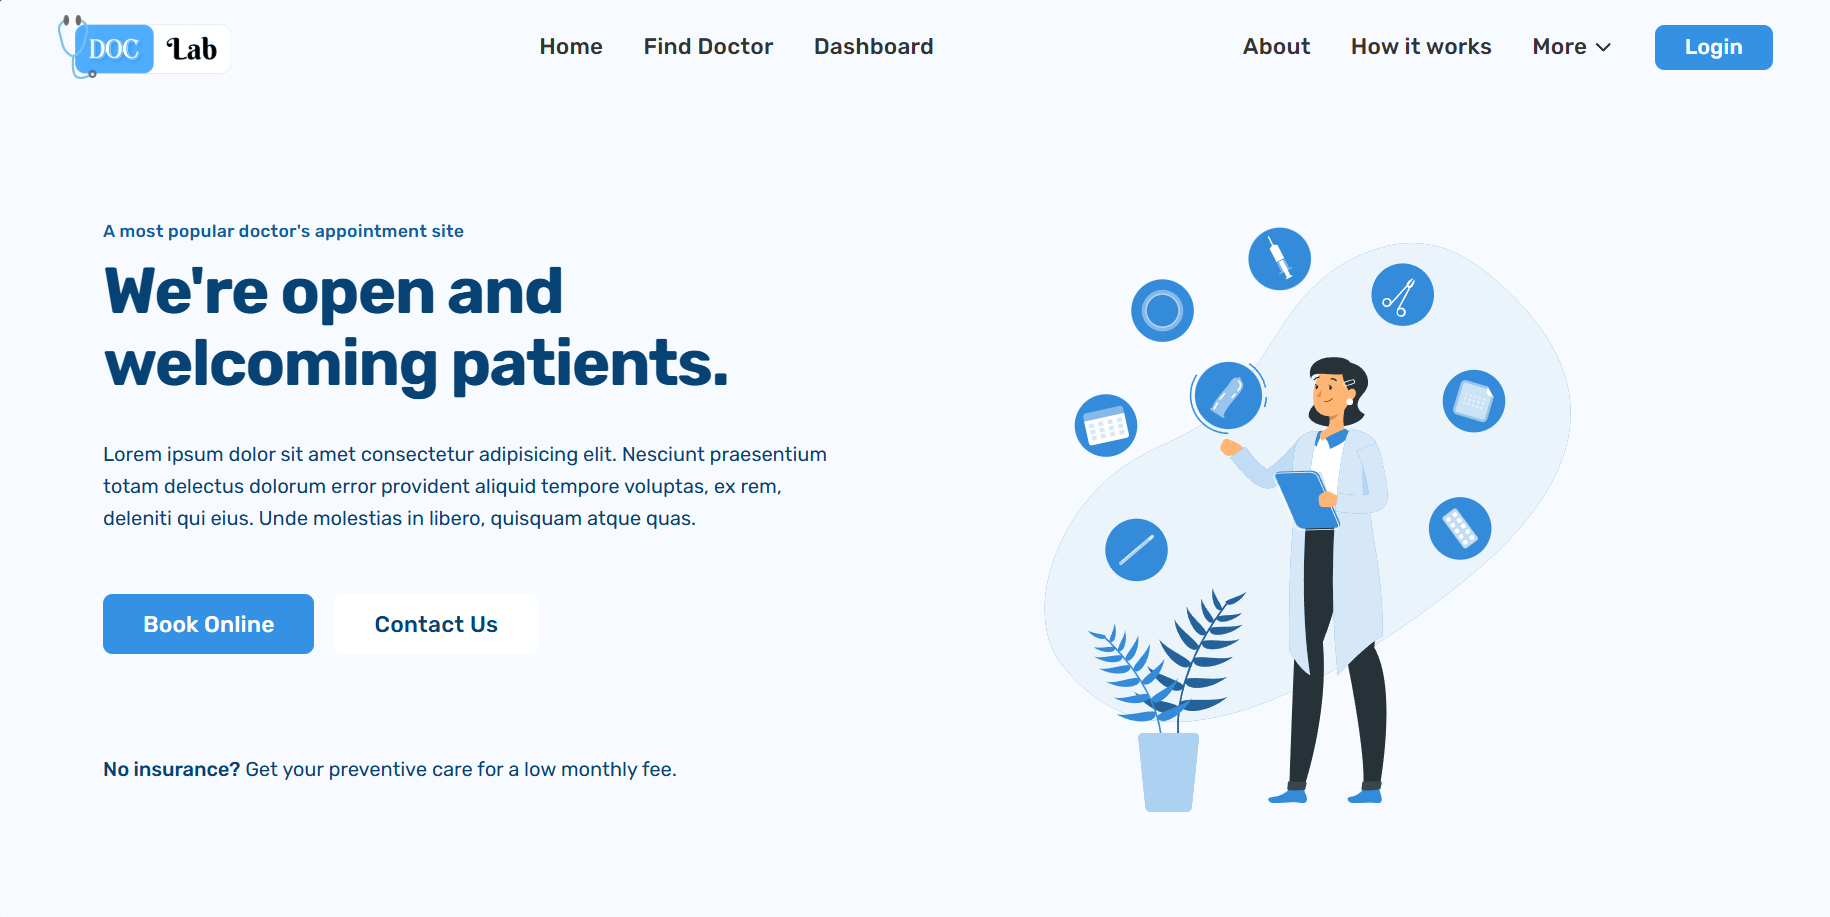 DOC Lab
Home Find Doctor Dashboard About How it works More Login
A most popular doctor's appointment site
We're open and
welcoming patients.
Lorem ipsum dolor sit amet consectetur adipisicing elit. Nesciunt praesentium
totam delectus dolorum error provident aliquid tempore voluptas, ex rem,
deleniti qui eius. Unde molestias in libero, quisquam atque quas.
Book Online Contact Us
No insurance? Get your preventive care for a low monthly fee.